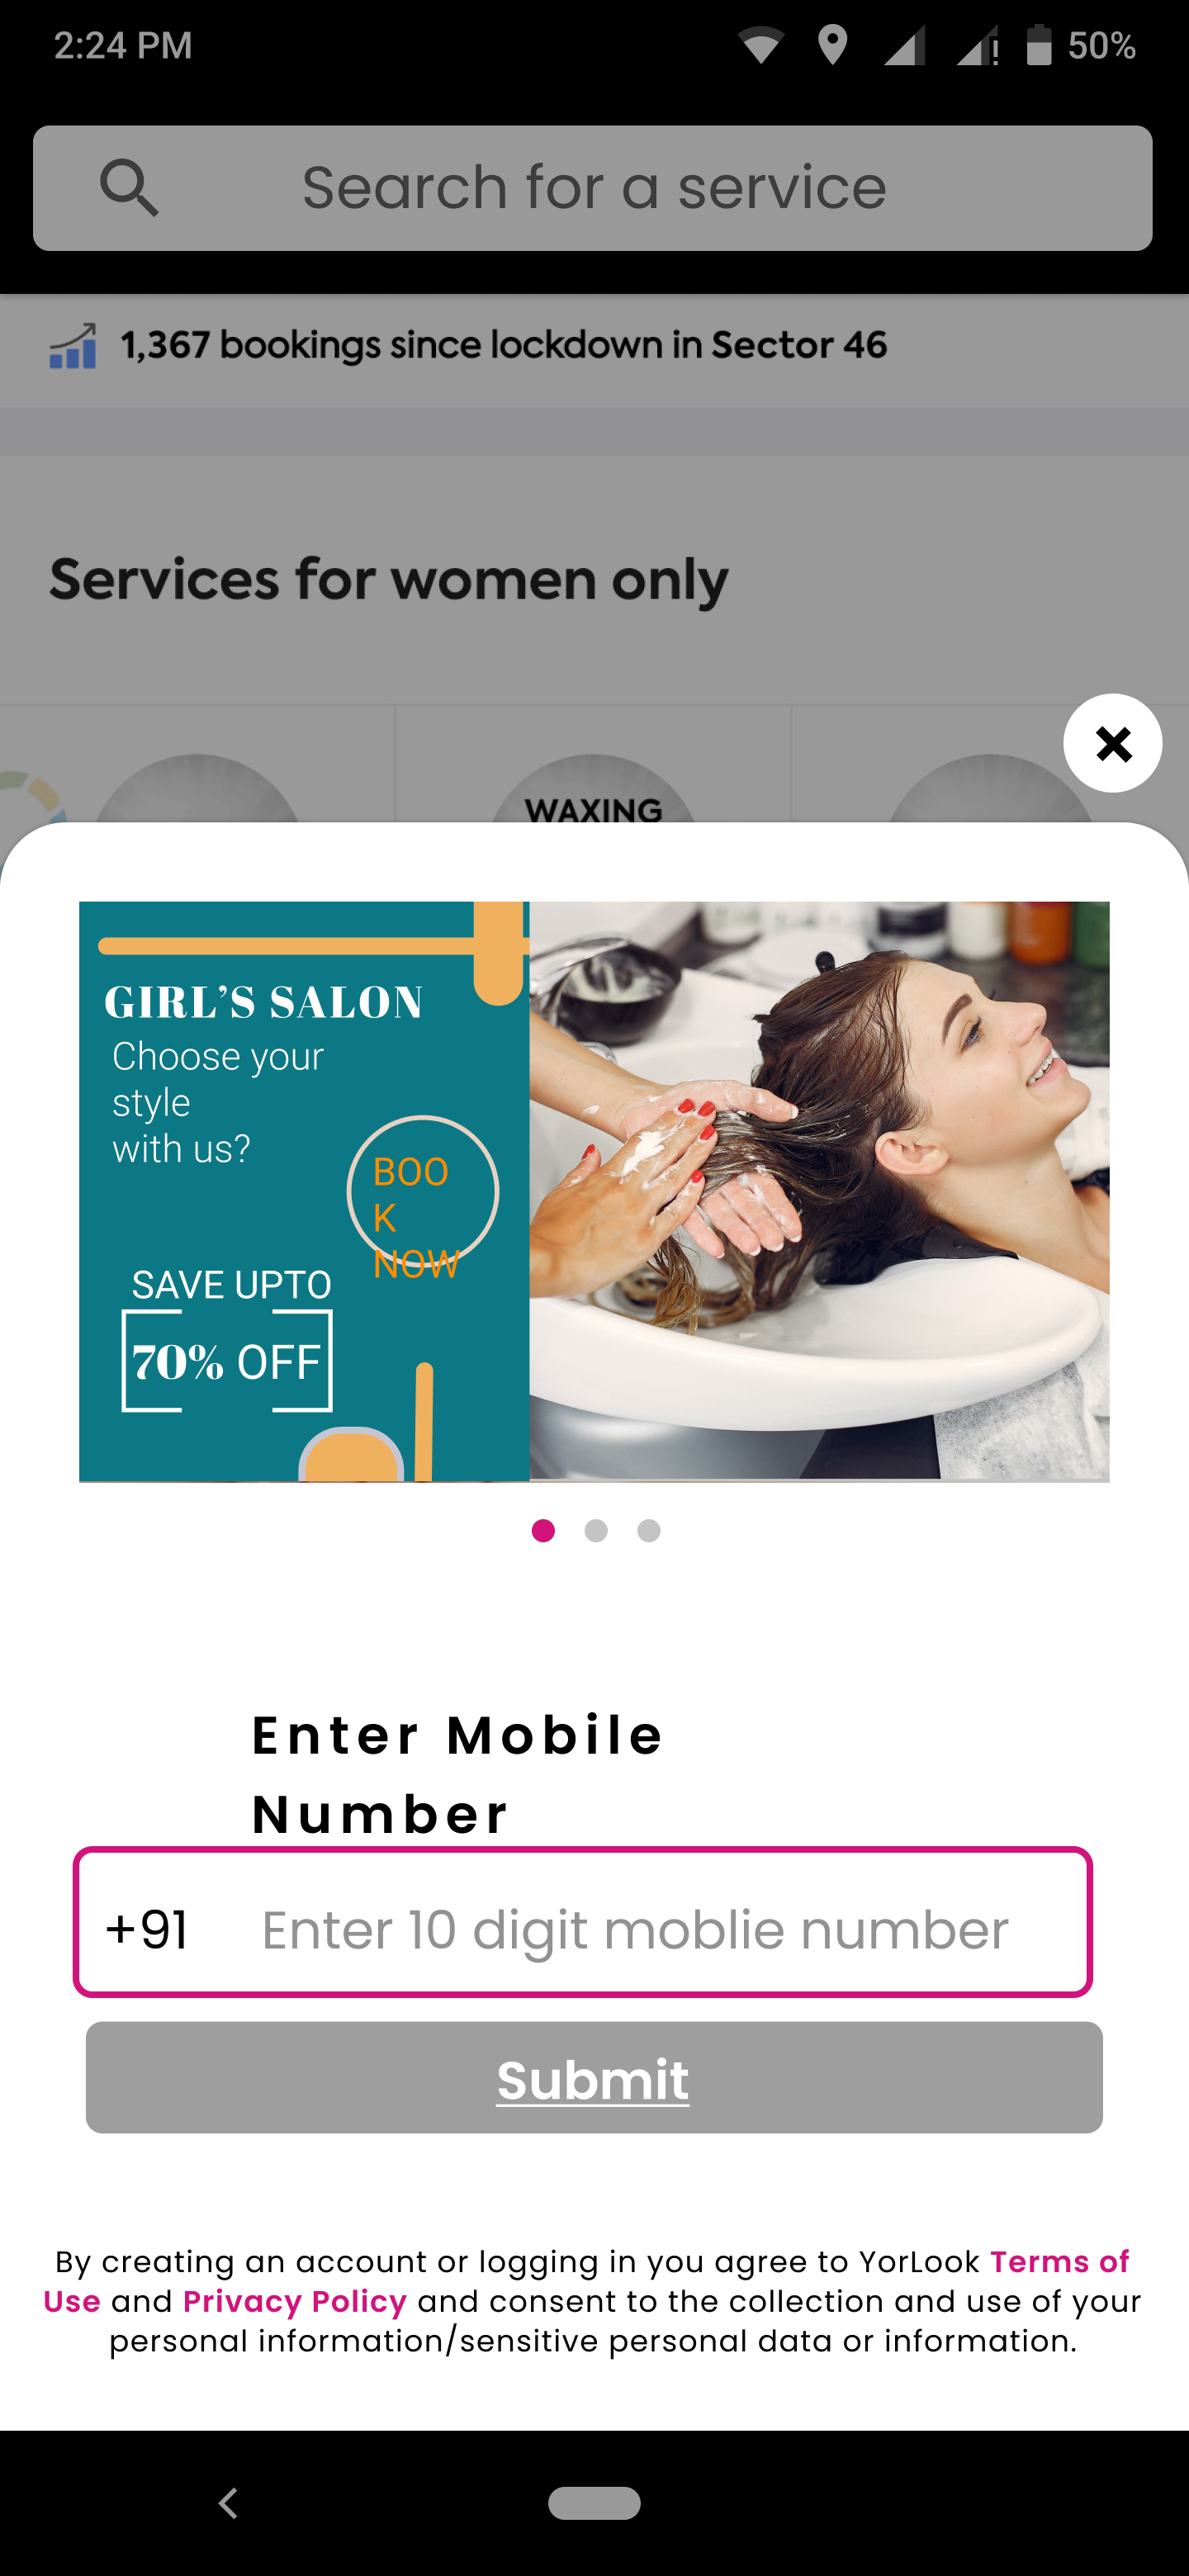 2:24 PM
50%
Search for a service
1,367 bookings since lockdown in Sector 46
Services for women only
WAXING
GIRL'S SALON
Choose your
style
with us?
BOO
K
NOW
SAVE UPTO
70% OFF
Enter Mobile
Number
+91 Enter 10 digit moblie number
Submit
By creating an account or logging in you agree to YorLook Terms of
Use and Privacy Policy and consent to the collection and use of your
personal information/sensitive personal data or information.